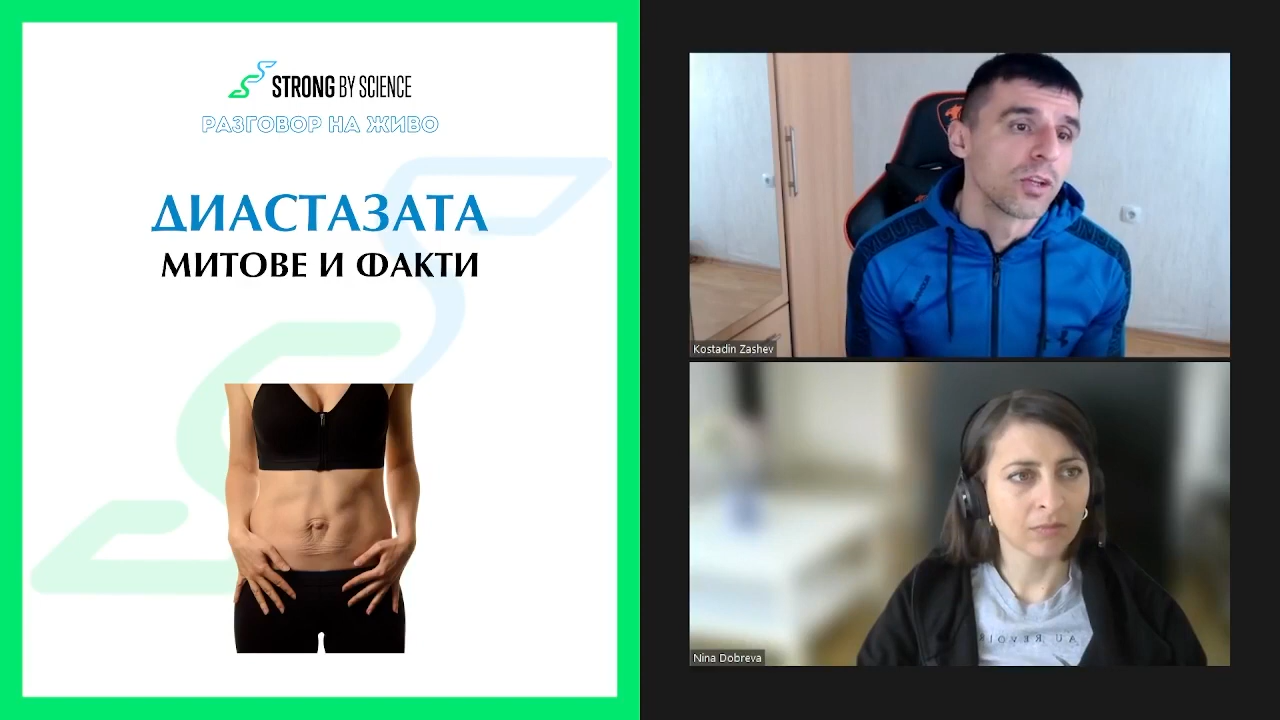 STRONG BY SCIENCE
РАЗГОВОР НА ЖИВО
ДИАСТАЗАТА
МИТОВЕ И ФАКТИ
Kostadin Zashev
AU REVOIR
Nina Dobreva